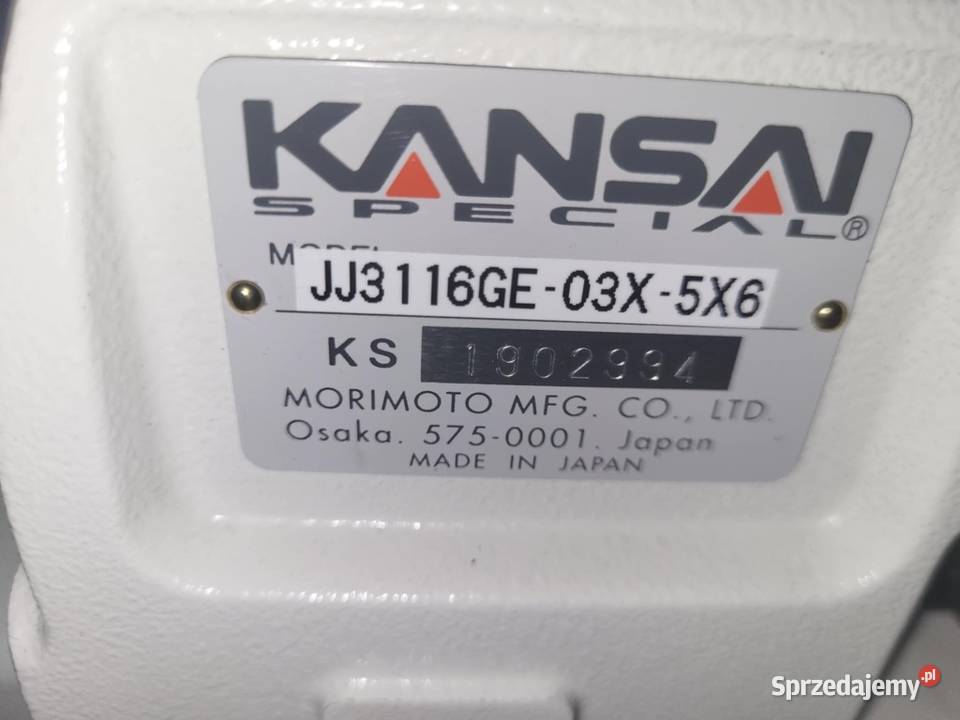 KANSAI
SPECIAL®
MODEL
JJ3116GE-03X-5X6
KS 1902994
MORIMOTO MFG. CO., LTD.
Osaka. 575-0001. Japan
MADE IN JAPAN
Sprzedajemy.pl